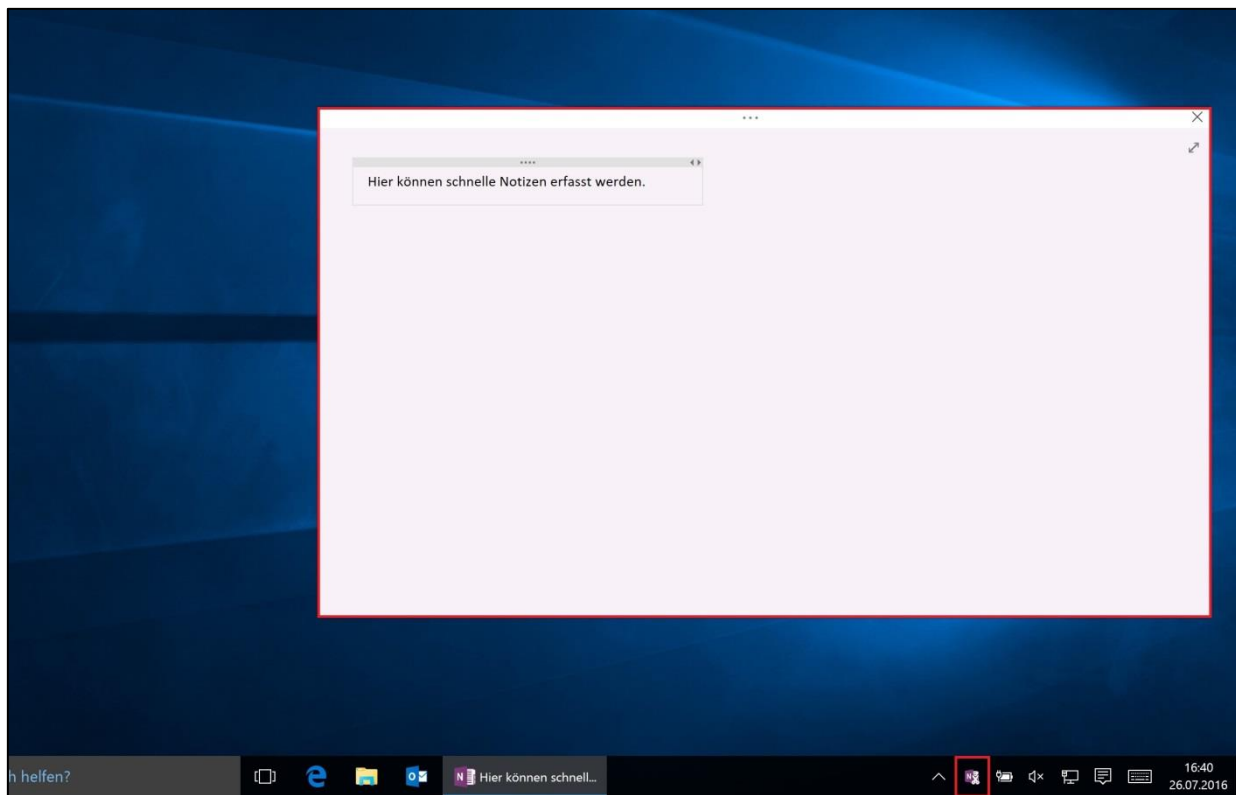 Hier können schnelle Notizen erfasst werden.
h helfen?
Hier können schnell...
16:40
26.07.2016